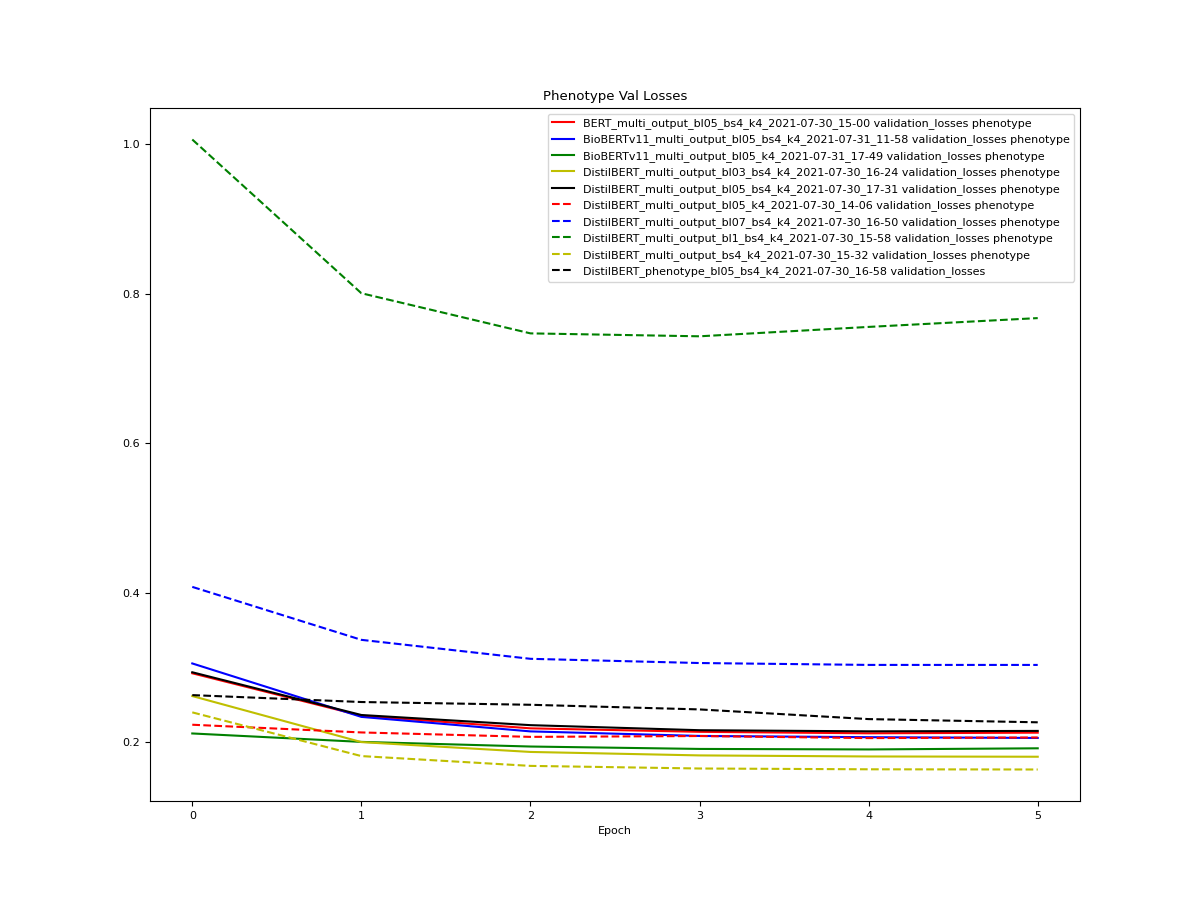 Phenotype Val Losses
BERT_multi_output_bl05_bs4_k4_2021-07-30_15-00 validation_losses phenotype
BioBERTv11_multi_output_bl05_bs4_k4_2021-07-31_11-58 validation_losses phenotype
BioBERTv11_multi_output_bl05_k4_2021-07-31_17-49 validation_losses phenotype
DistilBERT_multi_output_bl03_bs4_k4_2021-07-30_16-24 validation_losses phenotype
DistilBERT_multi_output_bl05_bs4_k4_2021-07-30_17-31 validation_losses phenotype
DistilBERT_multi_output_bl05_k4_2021-07-30_14-06 validation_losses phenotype
DistilBERT_multi_output_bl07_bs4_k4_2021-07-30_16-50 validation_losses phenotype
DistilBERT_multi_output_bl1_bs4_k4_2021-07-30_15-58 validation_losses phenotype
DistilBERT_multi_output_bs4_k4_2021-07-30_15-32 validation_losses phenotype
DistilBERT_phenotype_bl05_bs4_k4_2021-07-30_16-58 validation_losses
1.0
0.8
0.6
0.4
0.2
0 1 2 3 4 5
Epoch